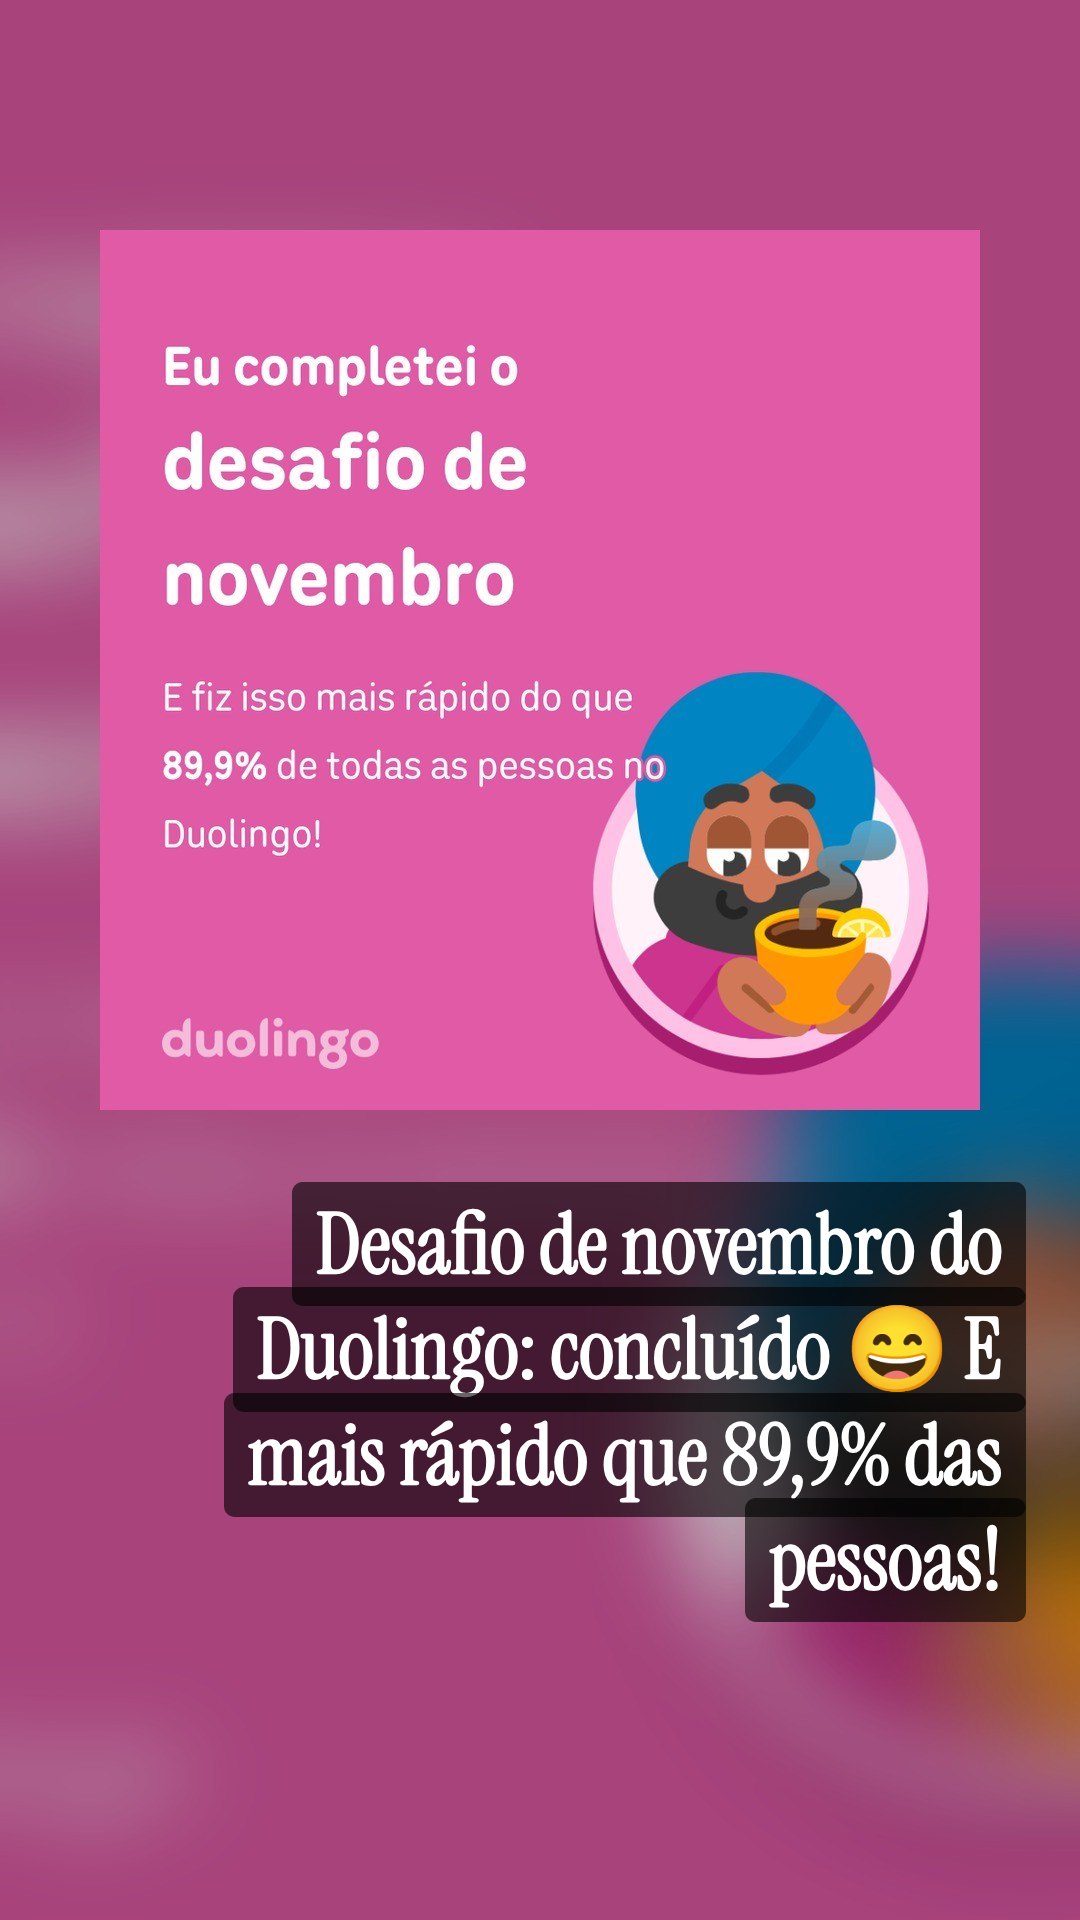 Eu completei o
desafio de
novembro
E fiz isso mais rápido do que
89,9% de todas as pessoas no
Duolingo!
duolingo
Desafio de novembro do
Duolingo: concluído 😄 E
mais rápido que 89,9% das
pessoas!